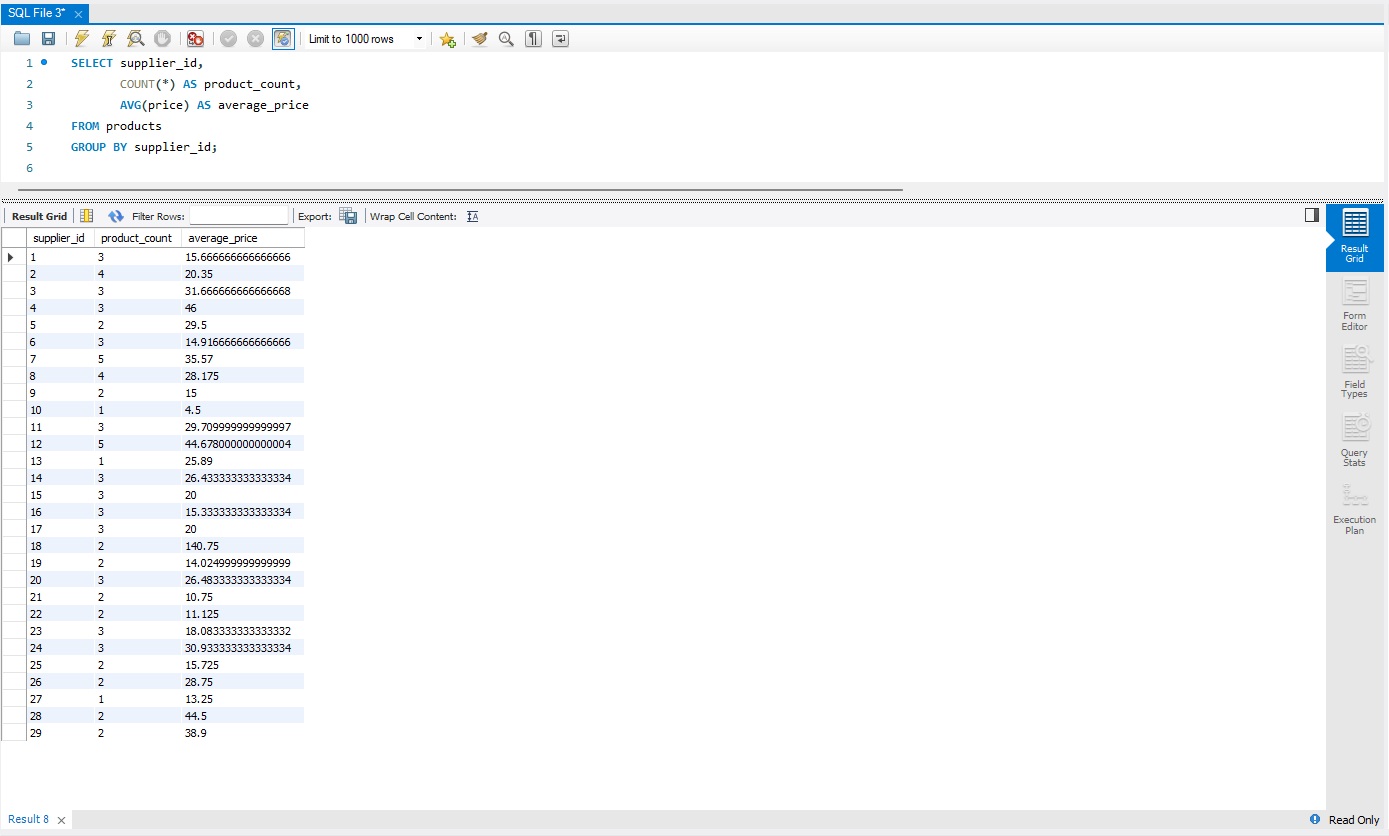 SQL File 3*
Limit to 1000 rows
1 SELECT supplier_id,
2 COUNT(*) AS product_count,
3 AVG(price) AS average_price
4 FROM products
5 GROUP BY supplier_id;
6
Result Grid Filter Rows: Export: Wrap Cell Content:
supplier_id product_count average_price
1 3 15.666666666666666
2 4 20.35
3 3 31.666666666666668
4 3 46
5 2 29.5
6 3 14.916666666666666
7 5 35.57
8 4 28.175
9 2 15
10 1 4.5
11 3 29.709999999999997
12 5 44.678000000000004
13 1 25.89
14 3 26.433333333333334
15 3 20
16 3 15.333333333333334
17 3 20
18 2 140.75
19 2 14.024999999999999
20 3 26.483333333333334
21 2 10.75
22 2 11.125
23 3 18.083333333333332
24 3 30.933333333333334
25 2 15.725
26 2 28.75
27 1 13.25
28 2 44.5
29 2 38.9
Result
Grid
Form
Editor
Field
Types
Query
Stats
Execution
Plan
Result 8
Read Only